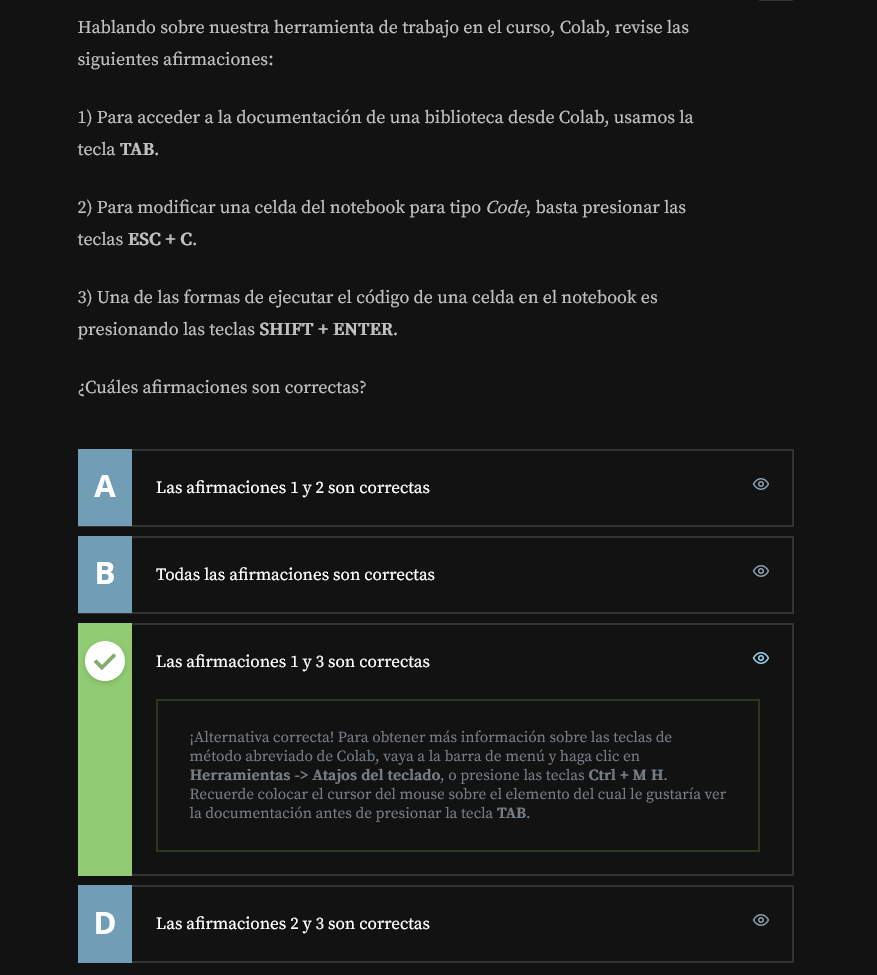 Hablando sobre nuestra herramienta de trabajo en el curso, Colab, revise las
siguientes afirmaciones:
1) Para acceder a la documentación de una biblioteca desde Colab, usamos la
tecla TAB.
2) Para modificar una celda del notebook para tipo Code, basta presionar las
teclas ESC + C.
3) Una de las formas de ejecutar el código de una celda en el notebook es
presionando las teclas SHIFT + ENTER.
¿Cuáles afirmaciones son correctas?
A
Las afirmaciones 1 y 2 son correctas
B
Todas las afirmaciones son correctas
Las afirmaciones 1 y 3 son correctas
¡Alternativa correcta! Para obtener más información sobre las teclas de
método abreviado de Colab, vaya a la barra de menú y haga clic en
Herramientas -> Atajos del teclado, o presione las teclas Ctrl + M H.
Recuerde colocar el cursor del mouse sobre el elemento del cual le gustaría ver
la documentación antes de presionar la tecla TAB.
D
Las afirmaciones 2 y 3 son correctas